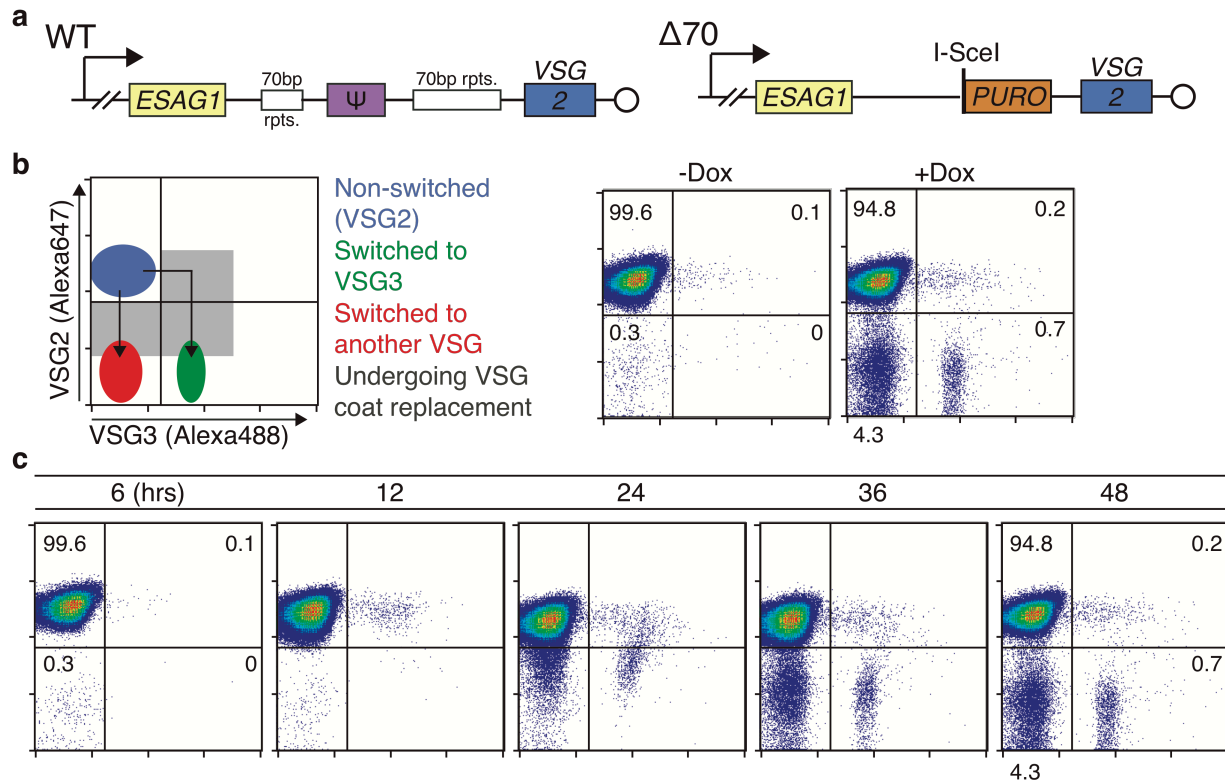 a
WT
Δ70
I-SceI
70bp
70bp rpts.
VSG
VSG
ESAG1
Ψ
2
ESAG1
PURO
2
rpts.
b
-Dox
+Dox
VSG2 (Alexa647)
VSG3 (Alexa488)
Non-switched
(VSG2)
Switched to
VSG3
Switched to
another VSG
Undergoing VSG
coat replacement
99.6
0.1
0.3
0
94.8
0.2
0.7
4.3
c
6 (hrs)
12
24
36
48
99.6
0.1
94.8
0.2
0.3
0
0.7
4.3